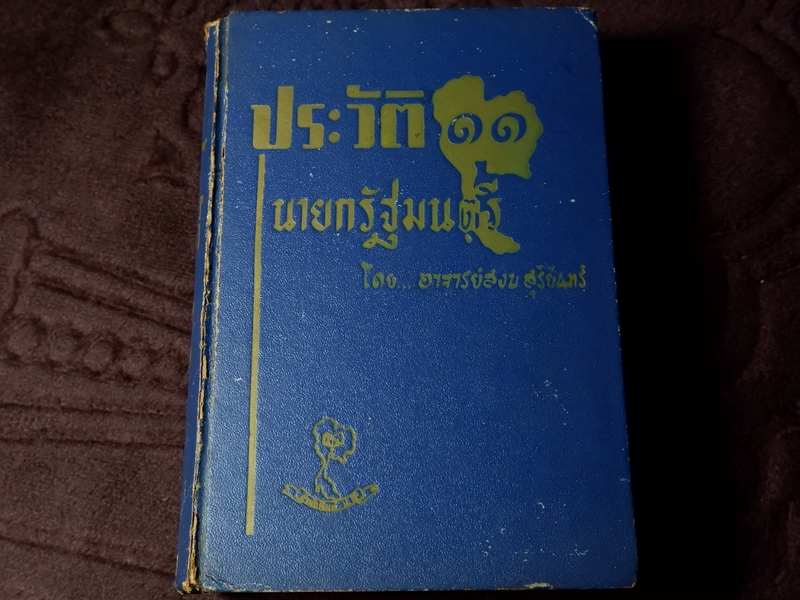 ประวัติ ๑๑
นายกรัฐมนตรี
โดย... อาจารย์สงบ สุริยินทร์